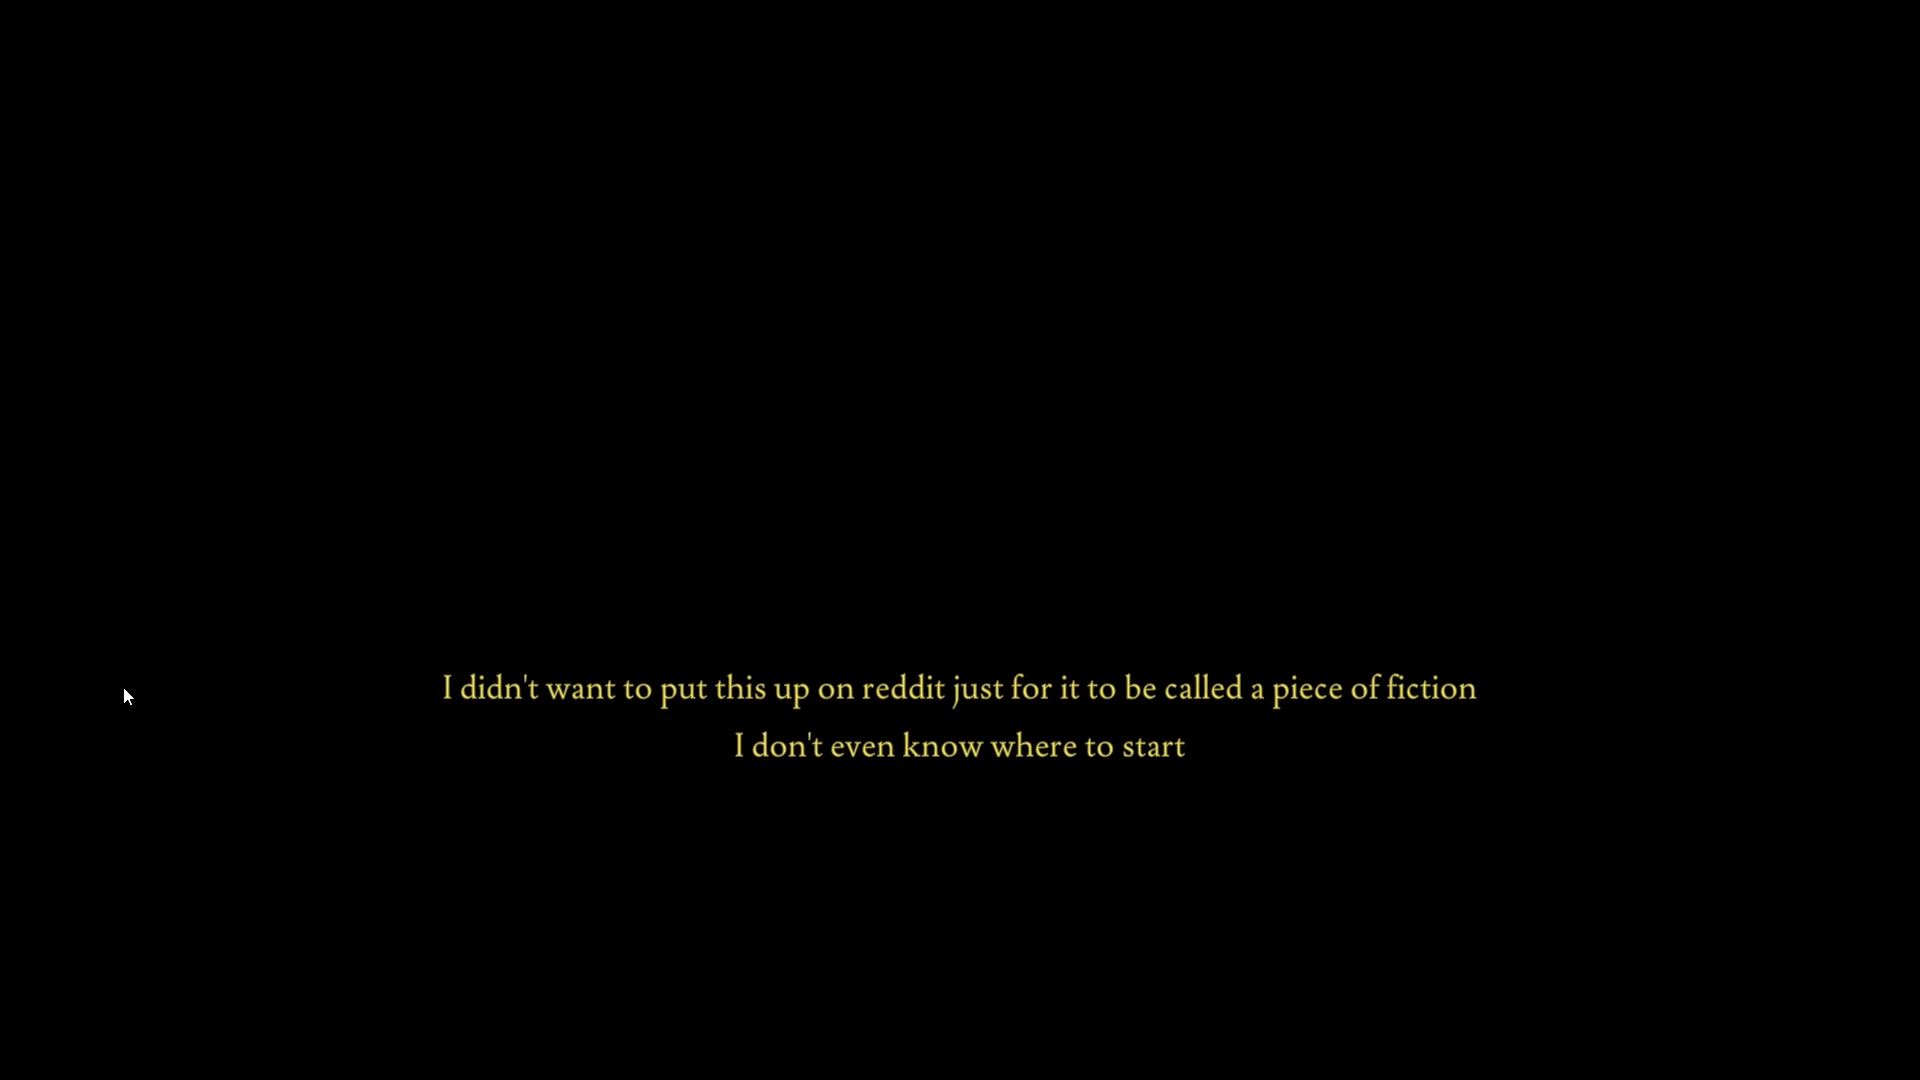 I didn't want to put this up on reddit just for it to be called a piece of fiction
I don't even know where to start